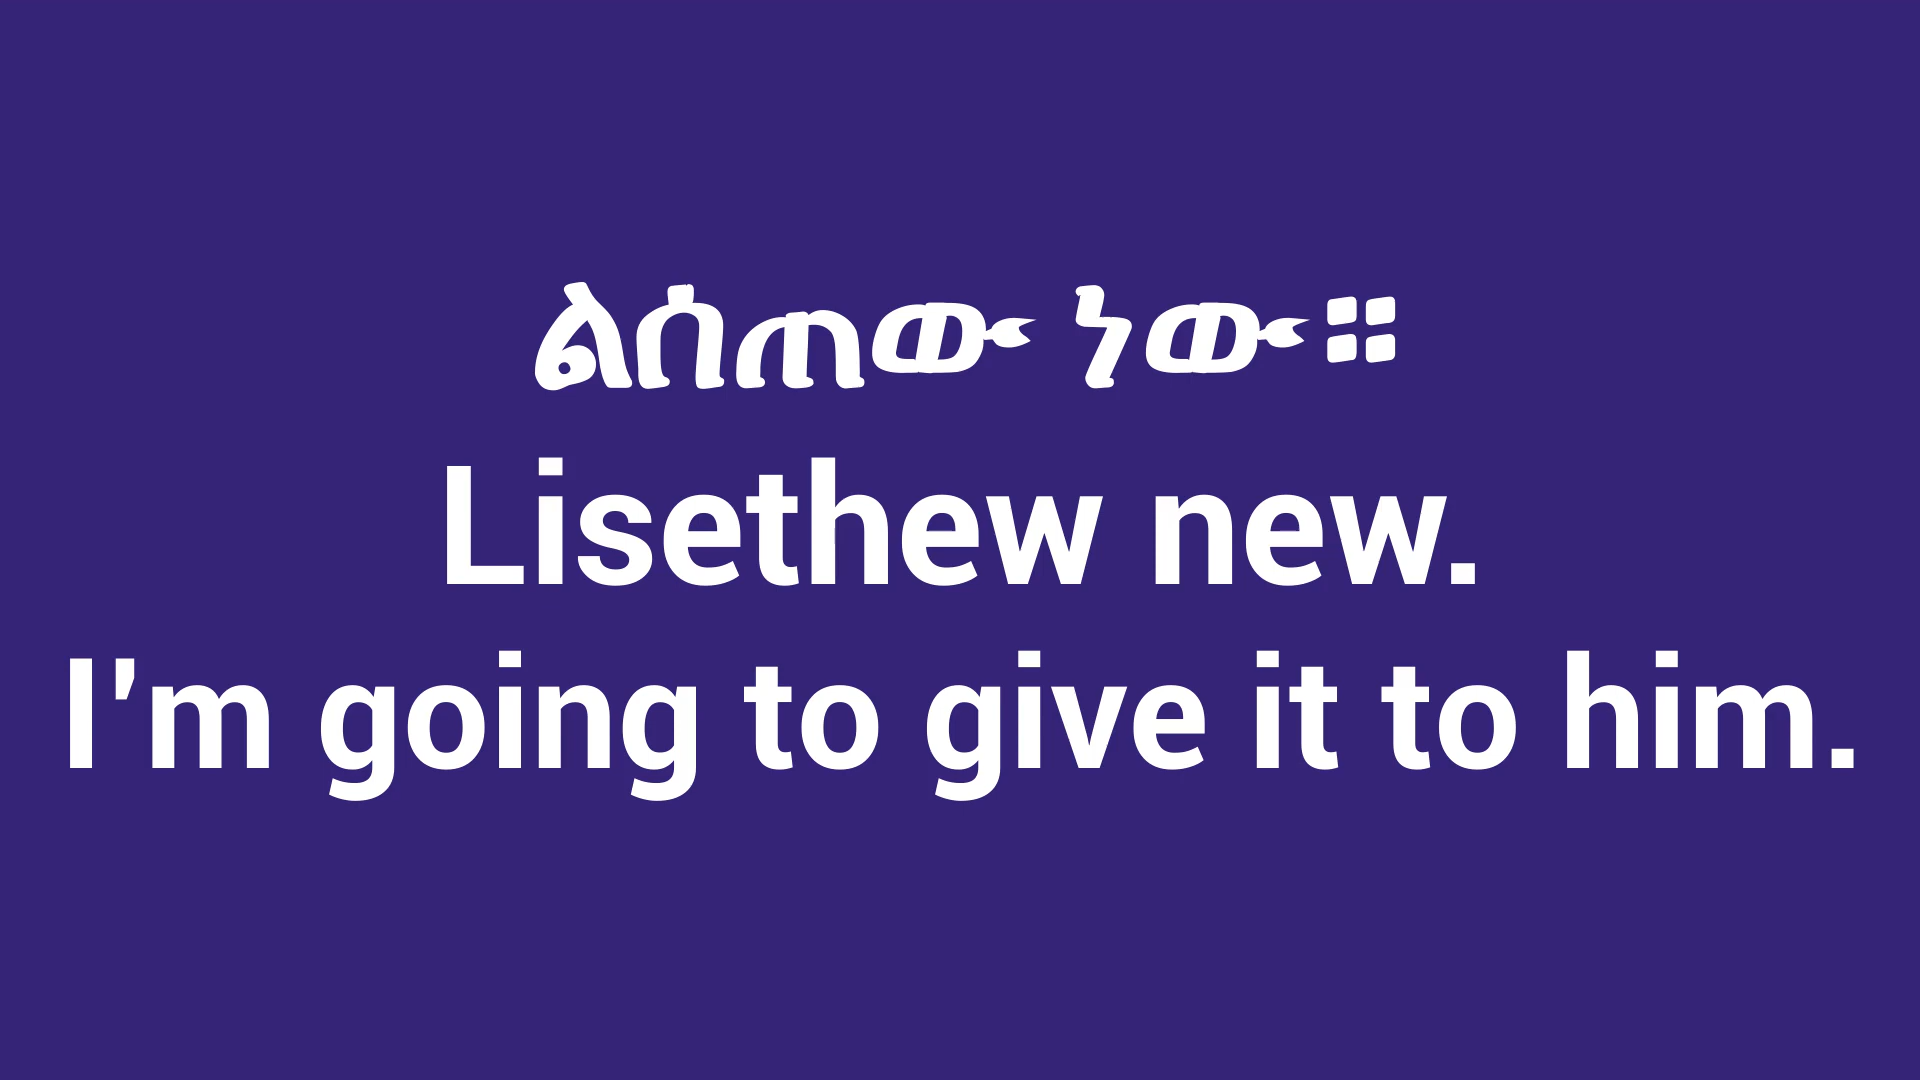 ልሰጠው ነው።
Lisethew new.
I'm going to give it to him.